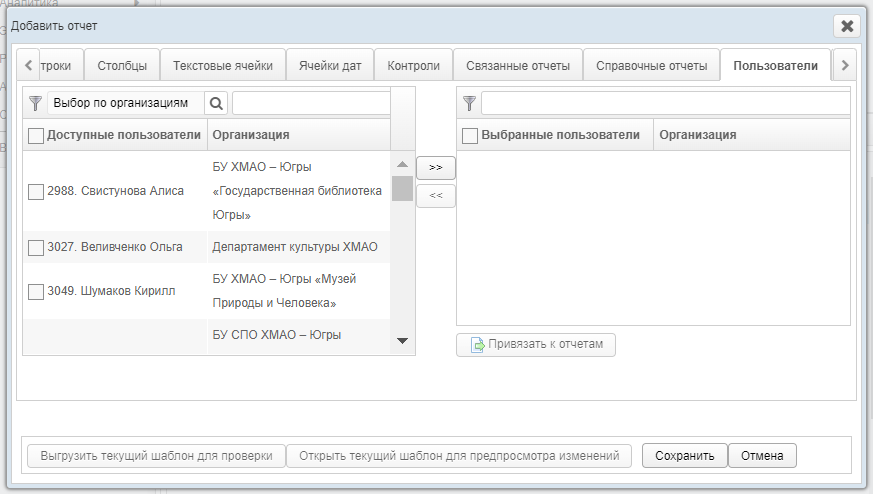 Добавить отчет
троки
Столбцы
Текстовые ячейки
Ячейки дат
Контроли
Связанные отчеты
Справочные отчеты
Пользователи
Выбор по организациям
Доступные пользователи
Организация
2988. Свистунова Алиса
БУ ХМАО – Югры
«Государственная библиотека
Югры»
3027. Веливченко Ольга
Департамент культуры ХМАО
3049. Шумаков Кирилл
БУ ХМАО – Югры «Музей
Природы и Человека»
БУ СПО ХМАО – Югры
>>
<<
Выбранные пользователи
Организация
Привязать к отчетам
Выгрузить текущий шаблон для проверки
Открыть текущий шаблон для предпросмотра изменений
Сохранить
Отмена